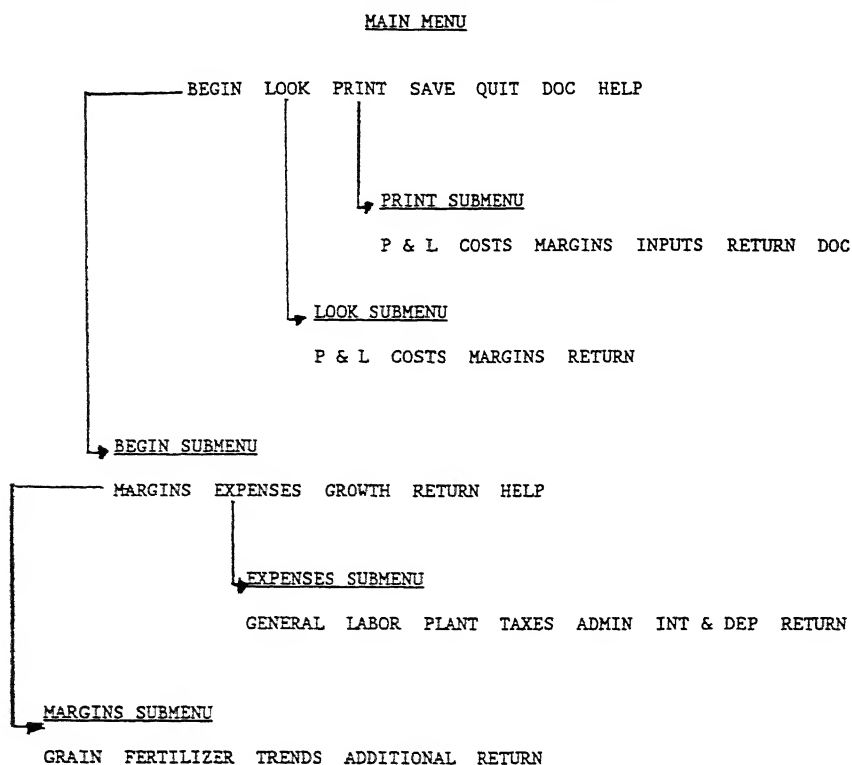 MAIN MENU
BEGIN LOOK PRINT SAVE QUIT DOC HELP
PRINT SUBMENU
P & L COSTS MARGINS INPUTS RETURN DOC
LOOK SUBMENU
P & L COSTS MARGINS RETURN
BEGIN SUBMENU
MARGINS EXPENSES GROWTH RETURN HELP
EXPENSES SUBMENU
GENERAL LABOR PLANT TAXES ADMIN INT & DEP RETURN
MARGINS SUBMENU
GRAIN FERTILIZER TRENDS ADDITIONAL RETURN